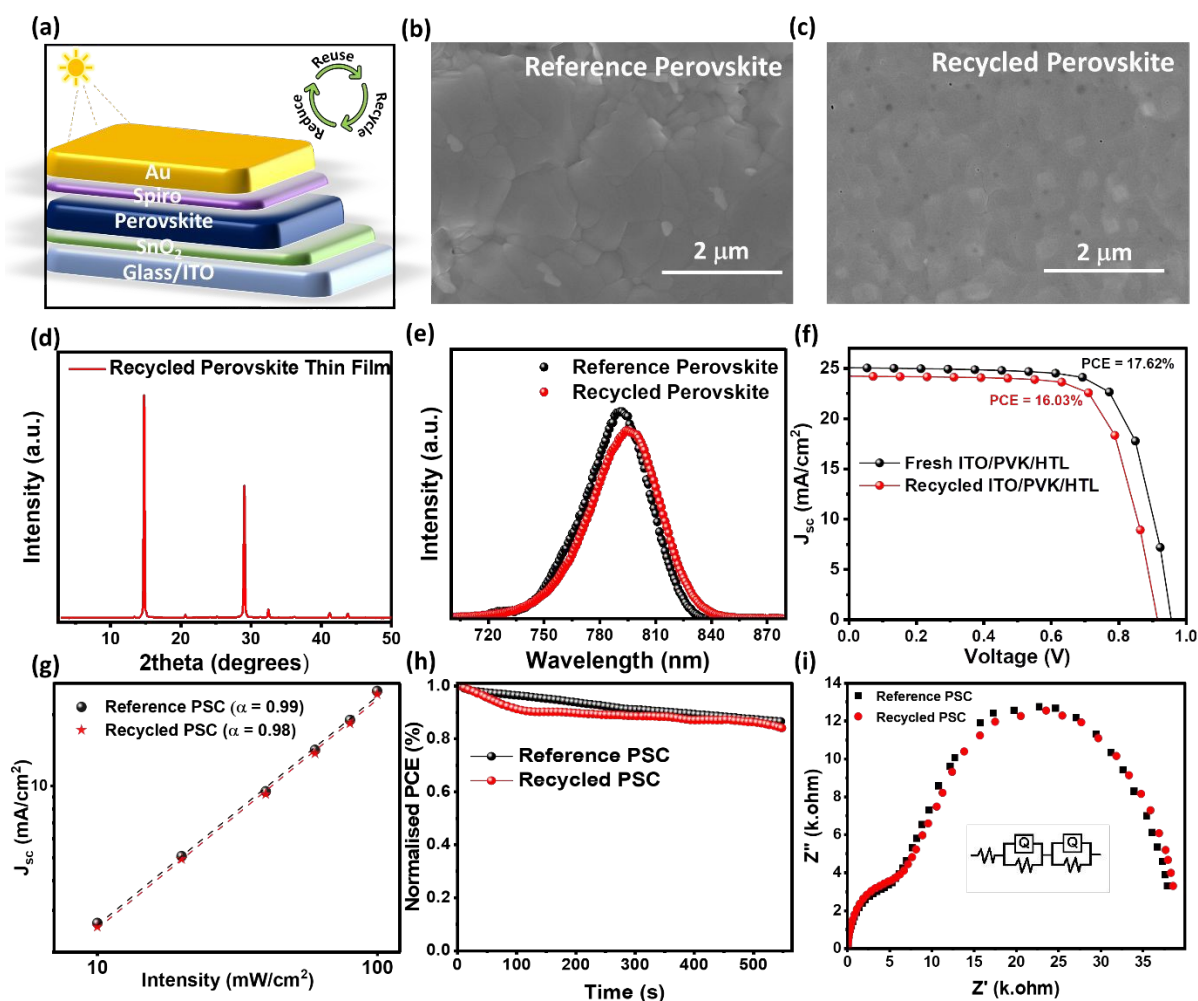 (a)
Reuse
Recycle
Reduce
Au
Spiro
Perovskite
SnO₂
Glass/ITO
(b)
Reference Perovskite
2 μm
(c)
Recycled Perovskite
2 μm
(d)
Recycled Perovskite Thin Film
Intensity (a.u.)
10 20 30 40 50
2theta (degrees)
(e)
Reference Perovskite
Recycled Perovskite
Intensity (a.u.)
720 750 780 810 840 870
Wavelength (nm)
(f)
30
25
20
15
10
5
0
PCE = 17.62%
PCE = 16.03%
Fresh ITO/PVK/HTL
Recycled ITO/PVK/HTL
Jsc (mA/cm²)
0.0 0.2 0.4 0.6 0.8 1.0
Voltage (V)
(g)
Reference PSC (α = 0.99)
Recycled PSC (α = 0.98)
10
Jsc (mA/cm²)
10 100
Intensity (mW/cm²)
(h)
1.0
0.8
0.6
0.4
0.2
0.0
Reference PSC
Recycled PSC
Normalised PCE (%)
0 100 200 300 400 500
Time (s)
(i)
14
12
10
8
6
4
2
0
Reference PSC
Recycled PSC
Q Q
Z'' (k.ohm)
0 5 10 15 20 25 30 35
Z' (k.ohm)